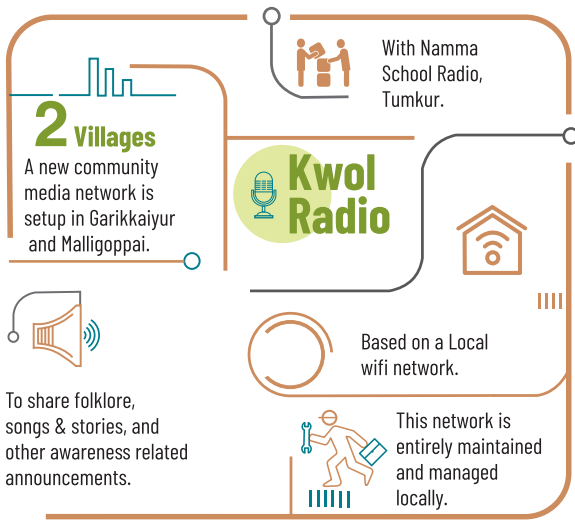 With Namma
School Radio,
Tumkur.
2 Villages
A new community
media network is
setup in Garikkaiyur
and Malligoppai.
Kwol
Radio
Based on a Local
wifi network.
To share folklore,
songs & stories, and
other awareness related
announcements.
This network is
entirely maintained
and managed
locally.